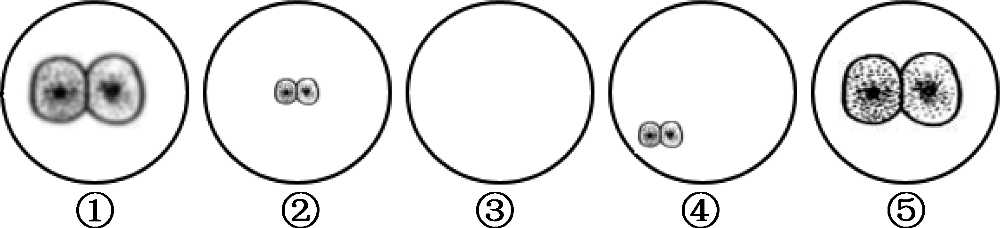 ① ② ③ ④ ⑤